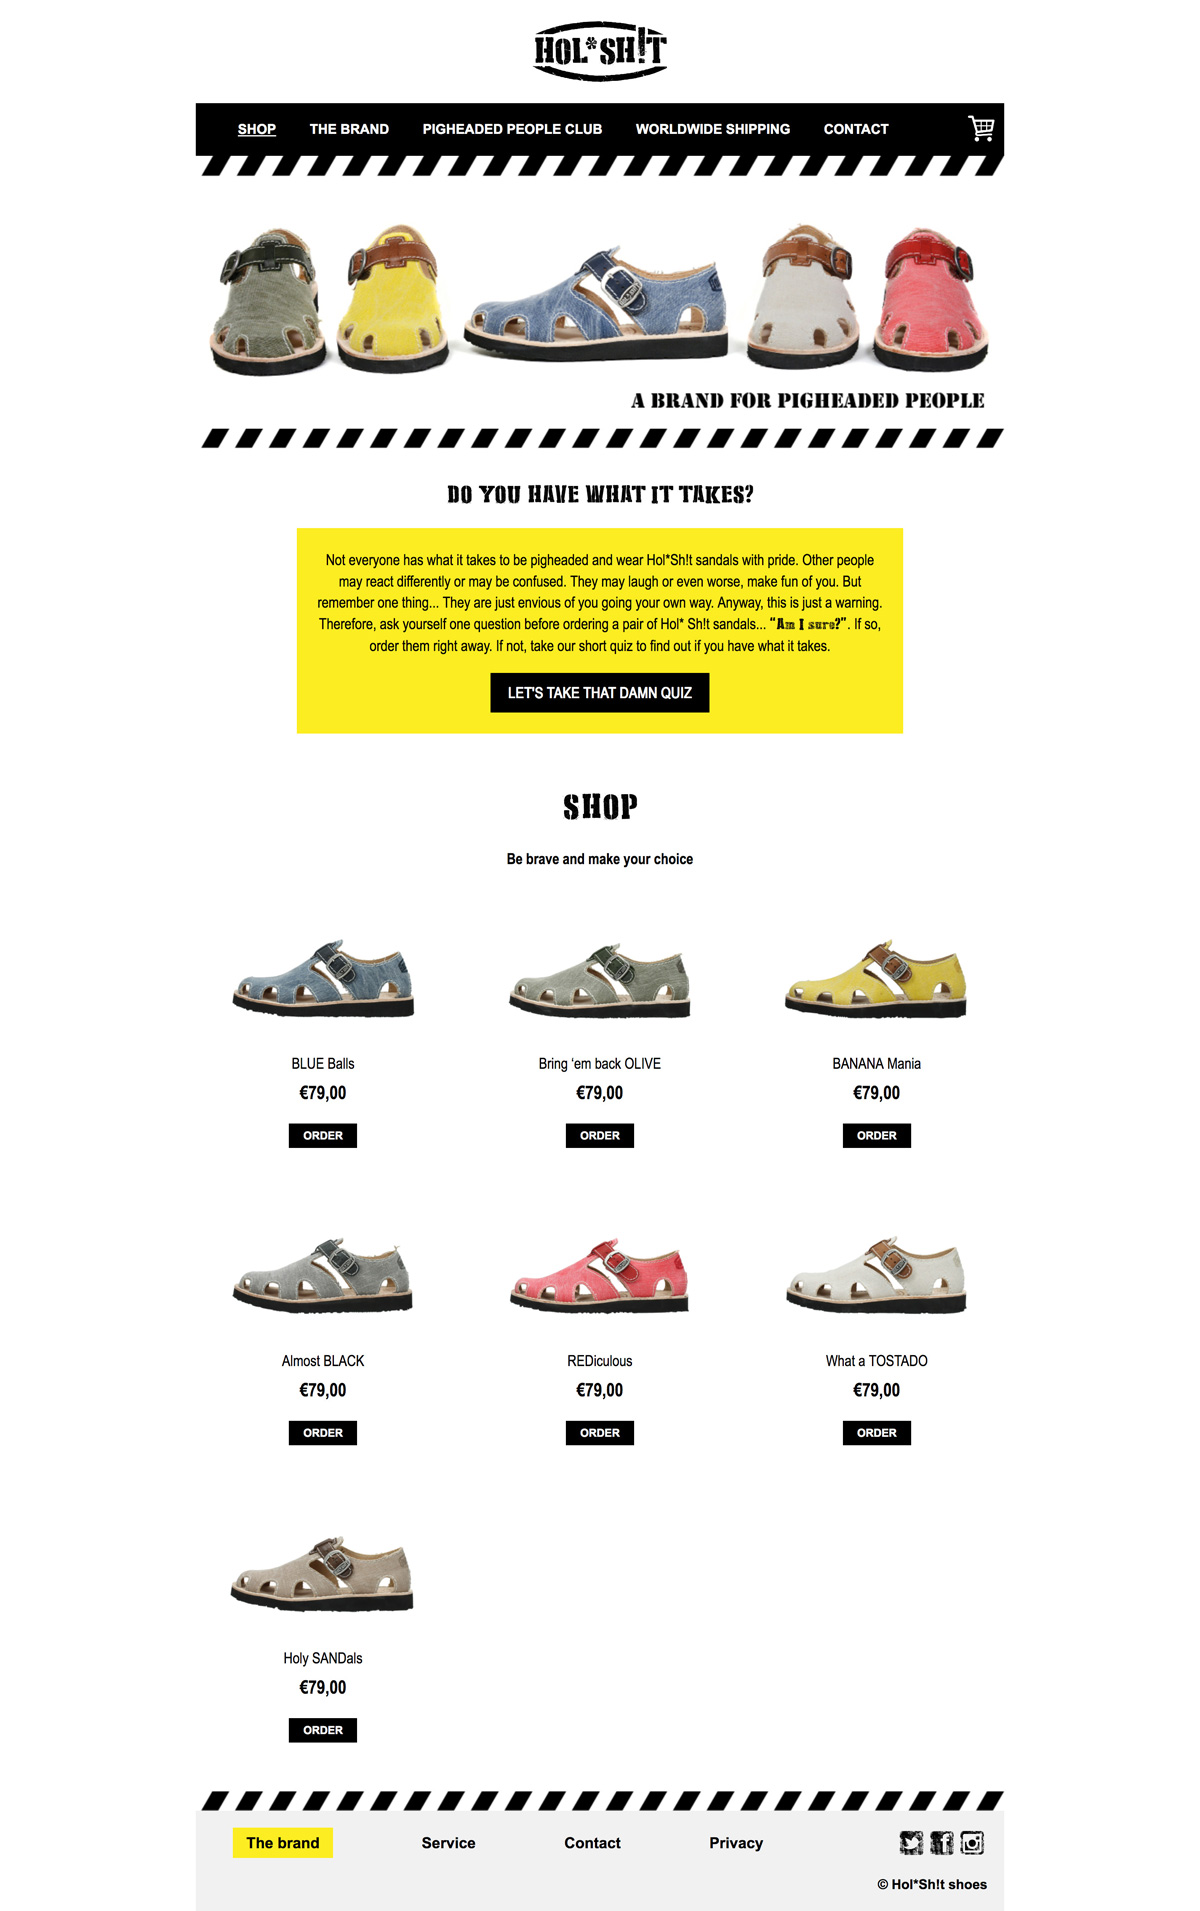 HOL*SH!T
SHOP THE BRAND PIGHEADED PEOPLE CLUB WORLDWIDE SHIPPING CONTACT
A BRAND FOR PIGHEADED PEOPLE
DO YOU HAVE WHAT IT TAKES?
Not everyone has what it takes to be pigheaded and wear Hol*Sh!t sandals with pride. Other people
may react differently or may be confused. They may laugh or even worse, make fun of you. But
remember one thing... They are just envious of you going your own way. Anyway, this is just a warning.
Therefore, ask yourself one question before ordering a pair of Hol* Sh!t sandals... “Am I sure?”. If so,
order them right away. If not, take our short quiz to find out if you have what it takes.
LET'S TAKE THAT DAMN QUIZ
SHOP
Be brave and make your choice
BLUE Balls Bring ‘em back OLIVE BANANA Mania
€79,00 €79,00 €79,00
ORDER ORDER ORDER
Almost BLACK REDiculous What a TOSTADO
€79,00 €79,00 €79,00
ORDER ORDER ORDER
Holy SANDals
€79,00
ORDER
The brand Service Contact Privacy
© Hol*Sh!t shoes